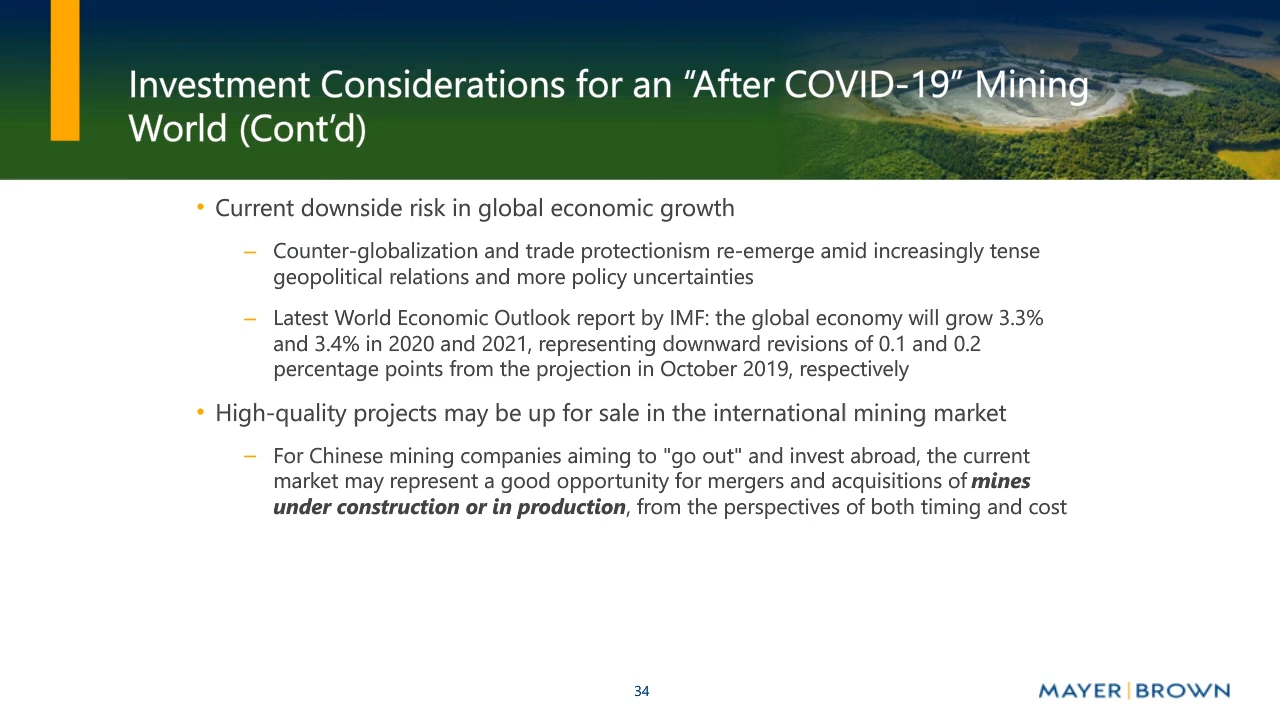 Investment Considerations for an “After COVID-19” Mining
World (Cont’d)
• Current downside risk in global economic growth
– Counter-globalization and trade protectionism re-emerge amid increasingly tense
geopolitical relations and more policy uncertainties
– Latest World Economic Outlook report by IMF: the global economy will grow 3.3%
and 3.4% in 2020 and 2021, representing downward revisions of 0.1 and 0.2
percentage points from the projection in October 2019, respectively
• High-quality projects may be up for sale in the international mining market
– For Chinese mining companies aiming to "go out" and invest abroad, the current
market may represent a good opportunity for mergers and acquisitions of mines
under construction or in production, from the perspectives of both timing and cost
34
MAYER | BROWN